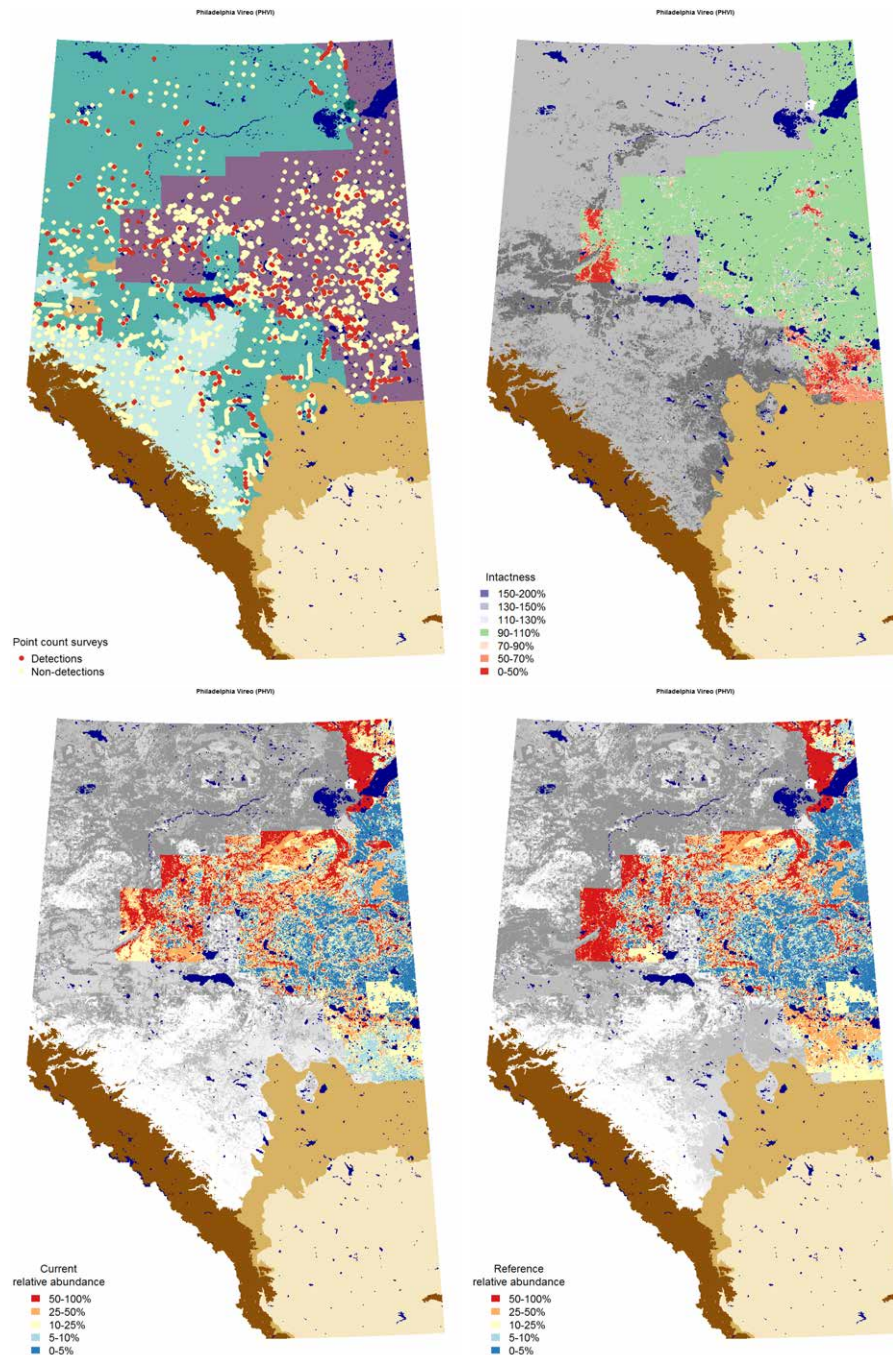 Philadelphia Vireo (PHVI)
Point count surveys
Detections
Non-detections
Philadelphia Vireo (PHVI)
Intactness
150-200%
130-150%
110-130%
90-110%
70-90%
50-70%
0-50%
Philadelphia Vireo (PHVI)
Current
relative abundance
50-100%
25-50%
10-25%
5-10%
0-5%
Philadelphia Vireo (PHVI)
Reference
relative abundance
50-100%
25-50%
10-25%
5-10%
0-5%